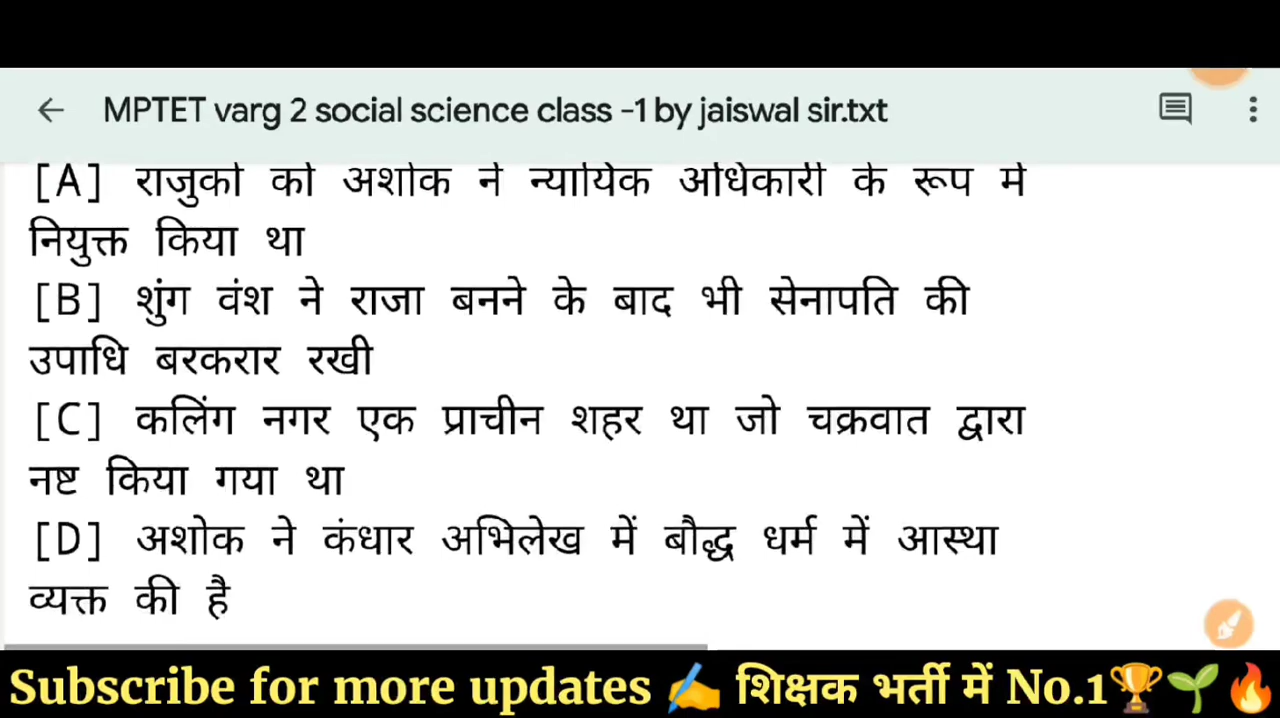 MPTET varg 2 social science class -1 by jaiswal sir.txt
[A] राजुकों को अशोक ने न्यायिक अधिकारी के रूप में
नियुक्त किया था
[B] शुंग वंश ने राजा बनने के बाद भी सेनापति की
उपाधि बरकरार रखी
[C] कलिंग नगर एक प्राचीन शहर था जो चक्रवात द्वारा
नष्ट किया गया था
[D] अशोक ने कंधार अभिलेख में बौद्ध धर्म में आस्था
व्यक्त की है
Subscribe for more updates ✍️ शिक्षक भर्ती में No.1🏆🌱🔥